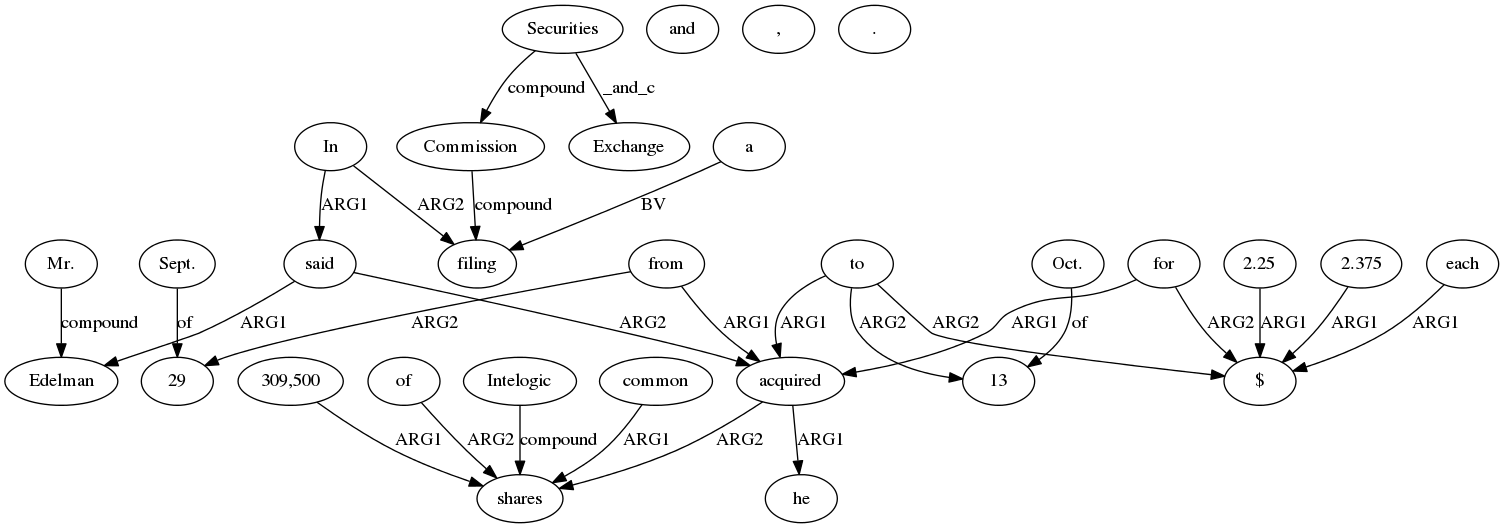 Securities and , .
compound _and_c
In Commission Exchange a
ARG1 ARG2 compound BV
Mr. Sept. said filing from to Oct. for 2.25 2.375 each
compound of ARG1 ARG2 ARG2 ARG1 ARG1 ARG2 ARG2 ARG1 of ARG2 ARG1 ARG1 ARG1
Edelman 29 309,500 of Intelogic common acquired 13 $
ARG1 ARG2 compound ARG1 ARG2 ARG1
shares he